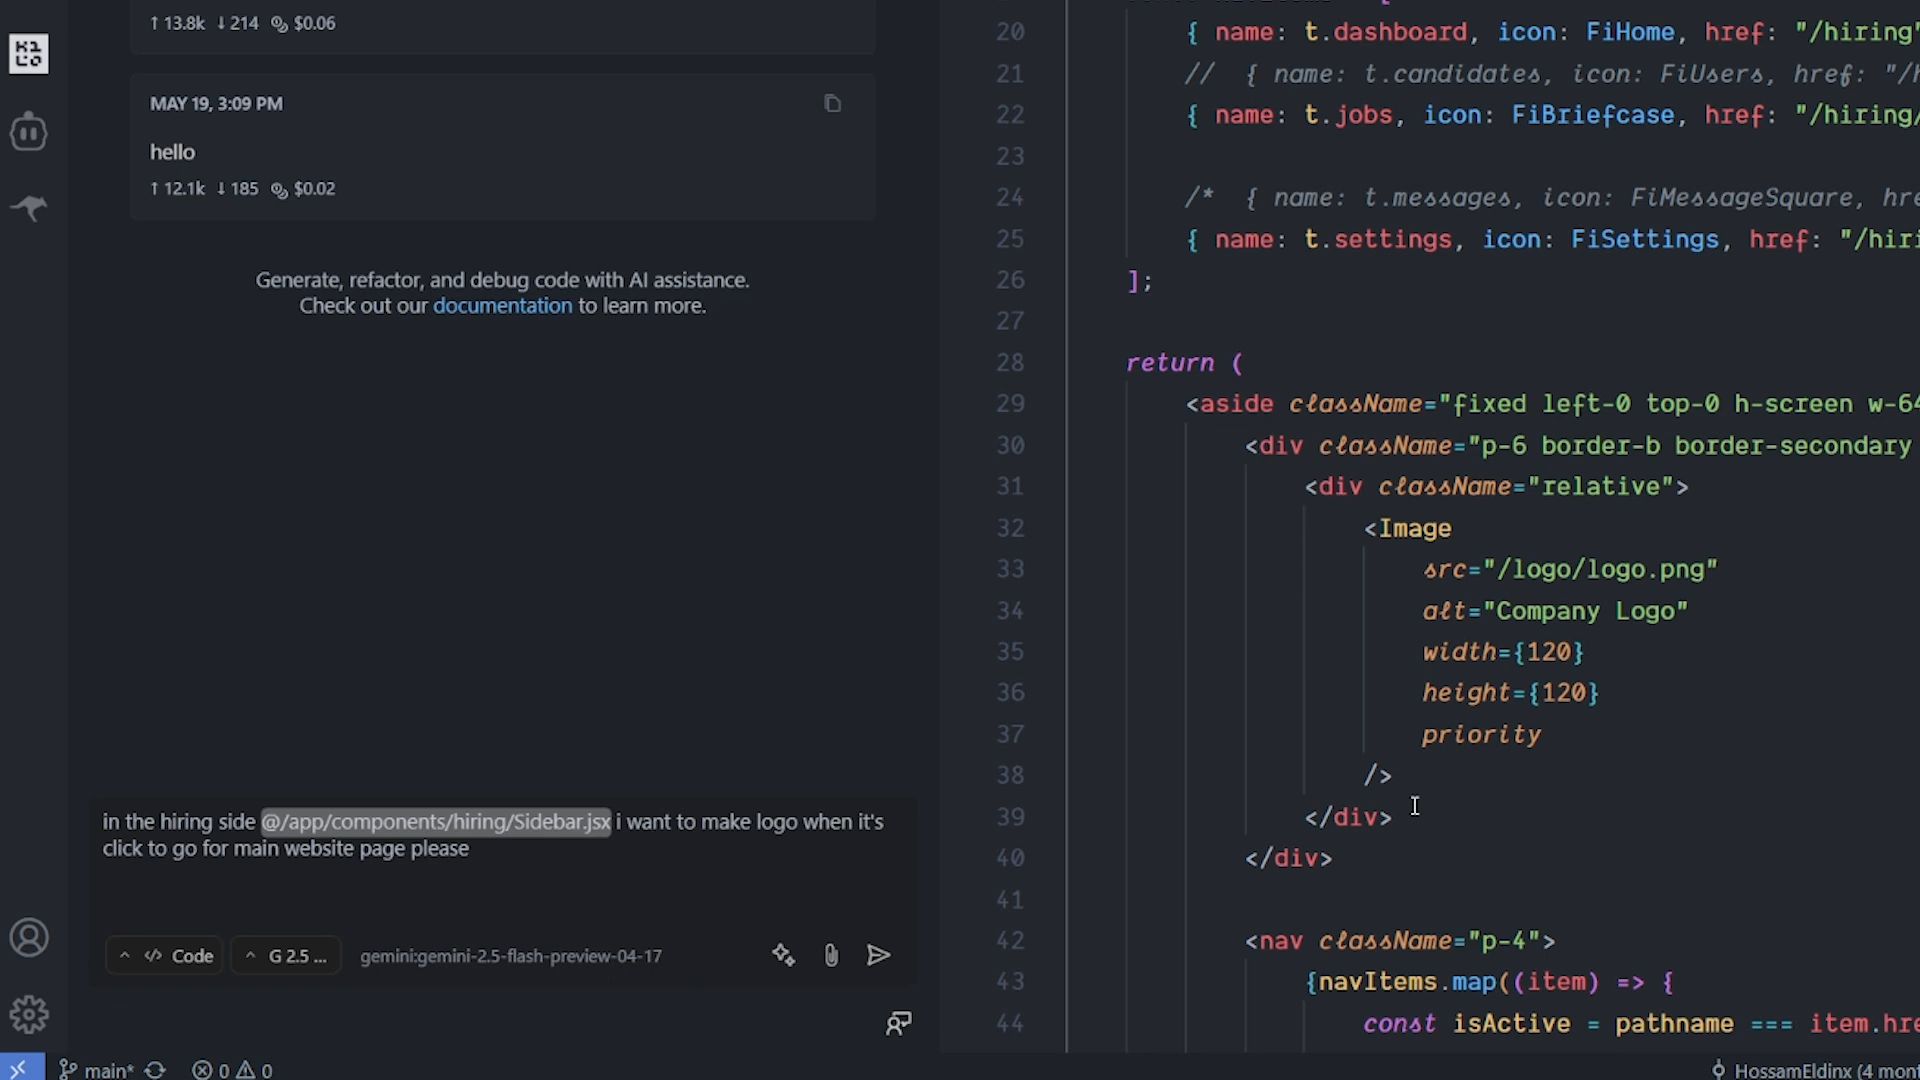 ↑ 13.8k ↓ 214 $0.06
MAY 19, 3:09 PM
hello
↑ 12.1k ↓ 185 $0.02
Generate, refactor, and debug code with AI assistance.
Check out our documentation to learn more.
in the hiring side @/app/components/hiring/Sidebar.jsx i want to make logo when it's
click to go for main website page please
Code
G 2.5 ...
gemini:gemini-2.5-flash-preview-04-17
main*
0
0
20 { name: t.dashboard, icon: FiHome, href: "/hiring"
21 // { name: t.candidates, icon: FiUsers, href: "/h
22 { name: t.jobs, icon: FiBriefcase, href: "/hiring/
23
24 /* { name: t.messages, icon: FiMessageSquare, hre
25 { name: t.settings, icon: FiSettings, href: "/hiri
26 ];
27
28 return (
29 <aside className="fixed left-0 top-0 h-screen w-64
30 <div className="p-6 border-b border-secondary
31 <div className="relative">
32 <Image
33 src="/logo/logo.png"
34 alt="Company Logo"
35 width={120}
36 height={120}
37 priority
38 />
39 </div>
40 </div>
41
42 <nav className="p-4">
43 {navItems.map((item) => {
44 const isActive = pathname === item.hre
HossamEldinx (4 mont